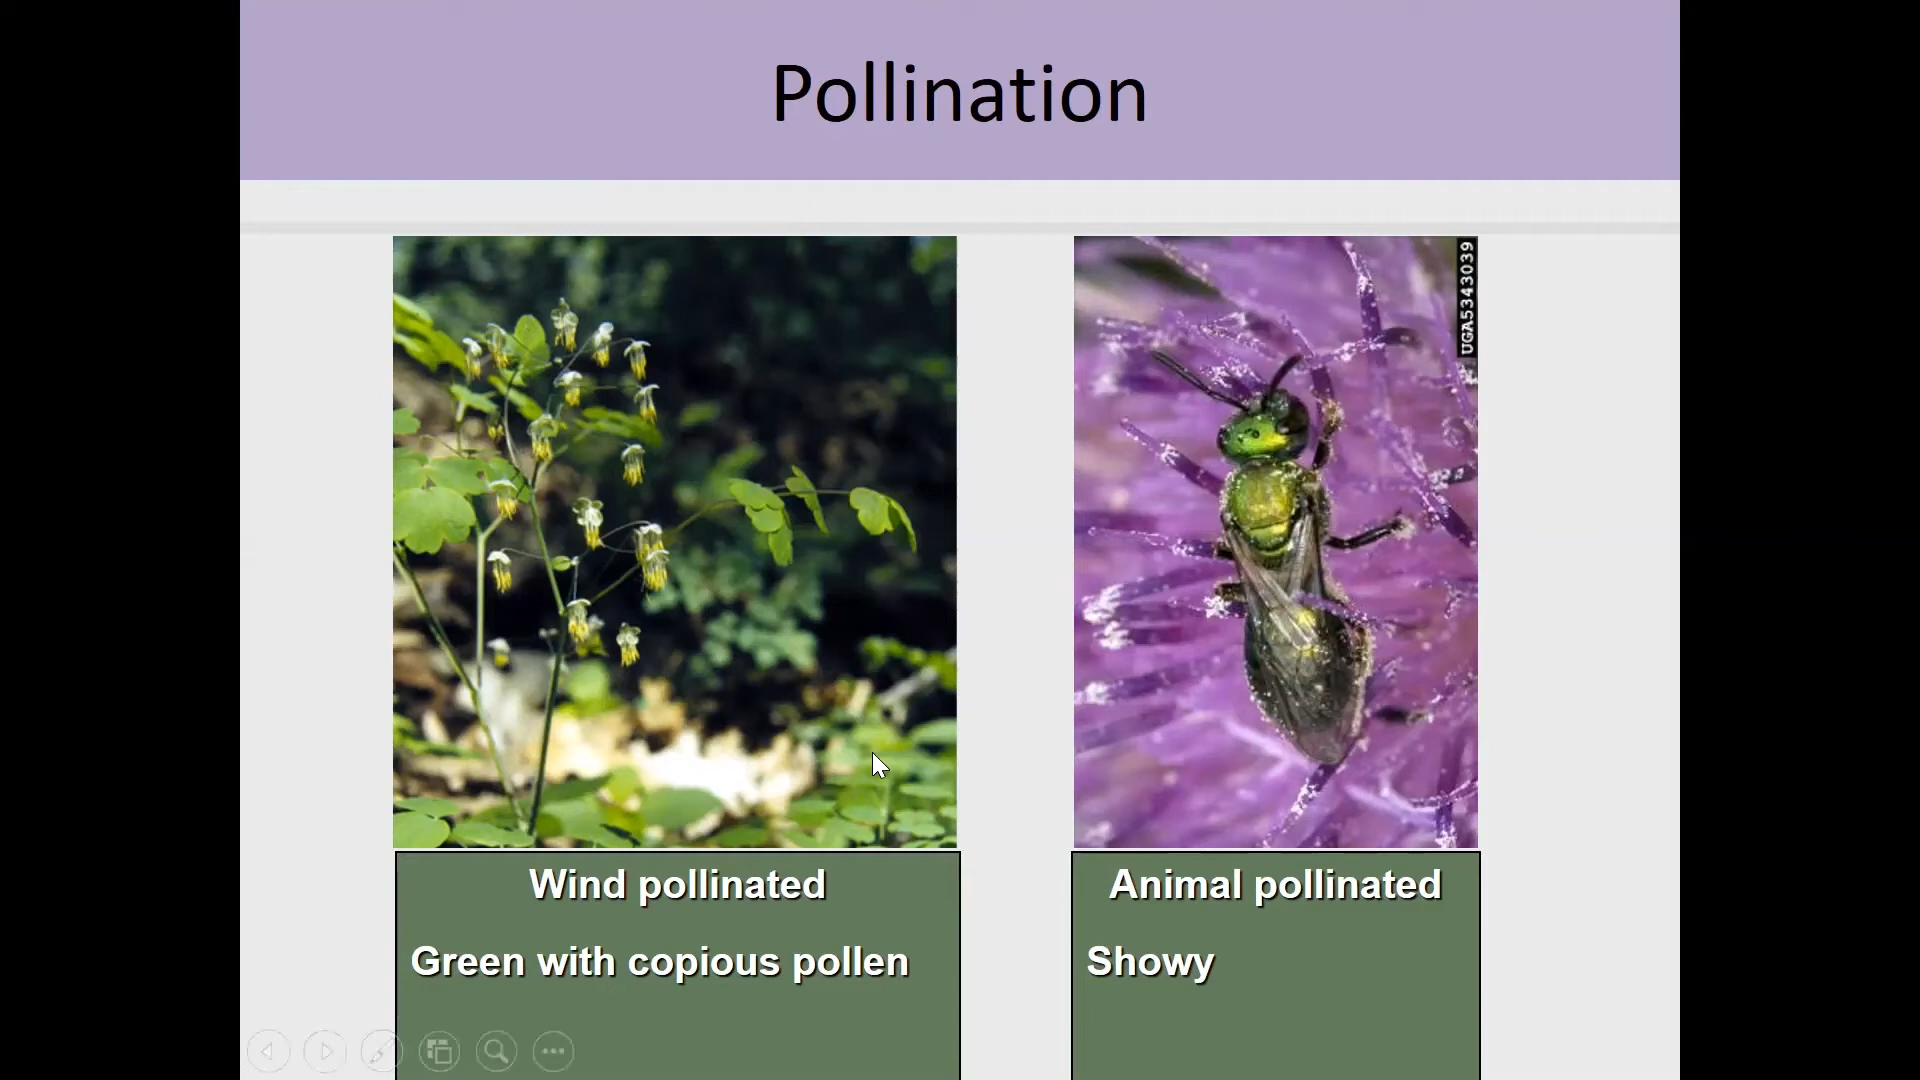 Pollination
UGA5343039
Wind pollinated
Green with copious pollen
Animal pollinated
Showy